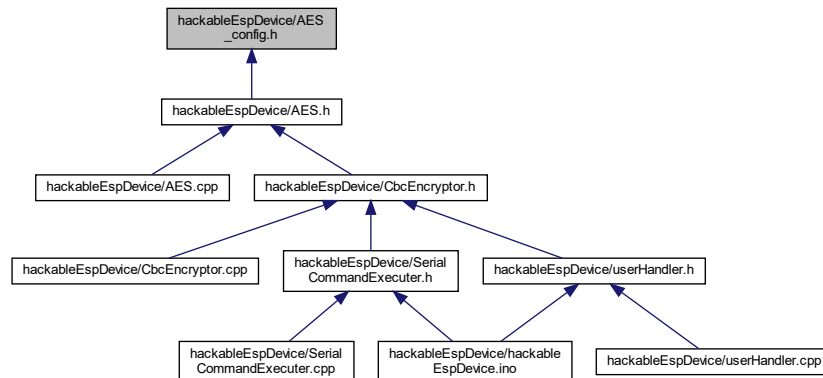 hackableEspDevice/AES
_config.h
hackableEspDevice/AES.h
hackableEspDevice/AES.cpp
hackableEspDevice/CbcEncryptor.h
hackableEspDevice/CbcEncryptor.cpp
hackableEspDevice/Serial
CommandExecuter.h
hackableEspDevice/userHandler.h
hackableEspDevice/Serial
CommandExecuter.cpp
hackableEspDevice/hackable
EspDevice.ino
hackableEspDevice/userHandler.cpp